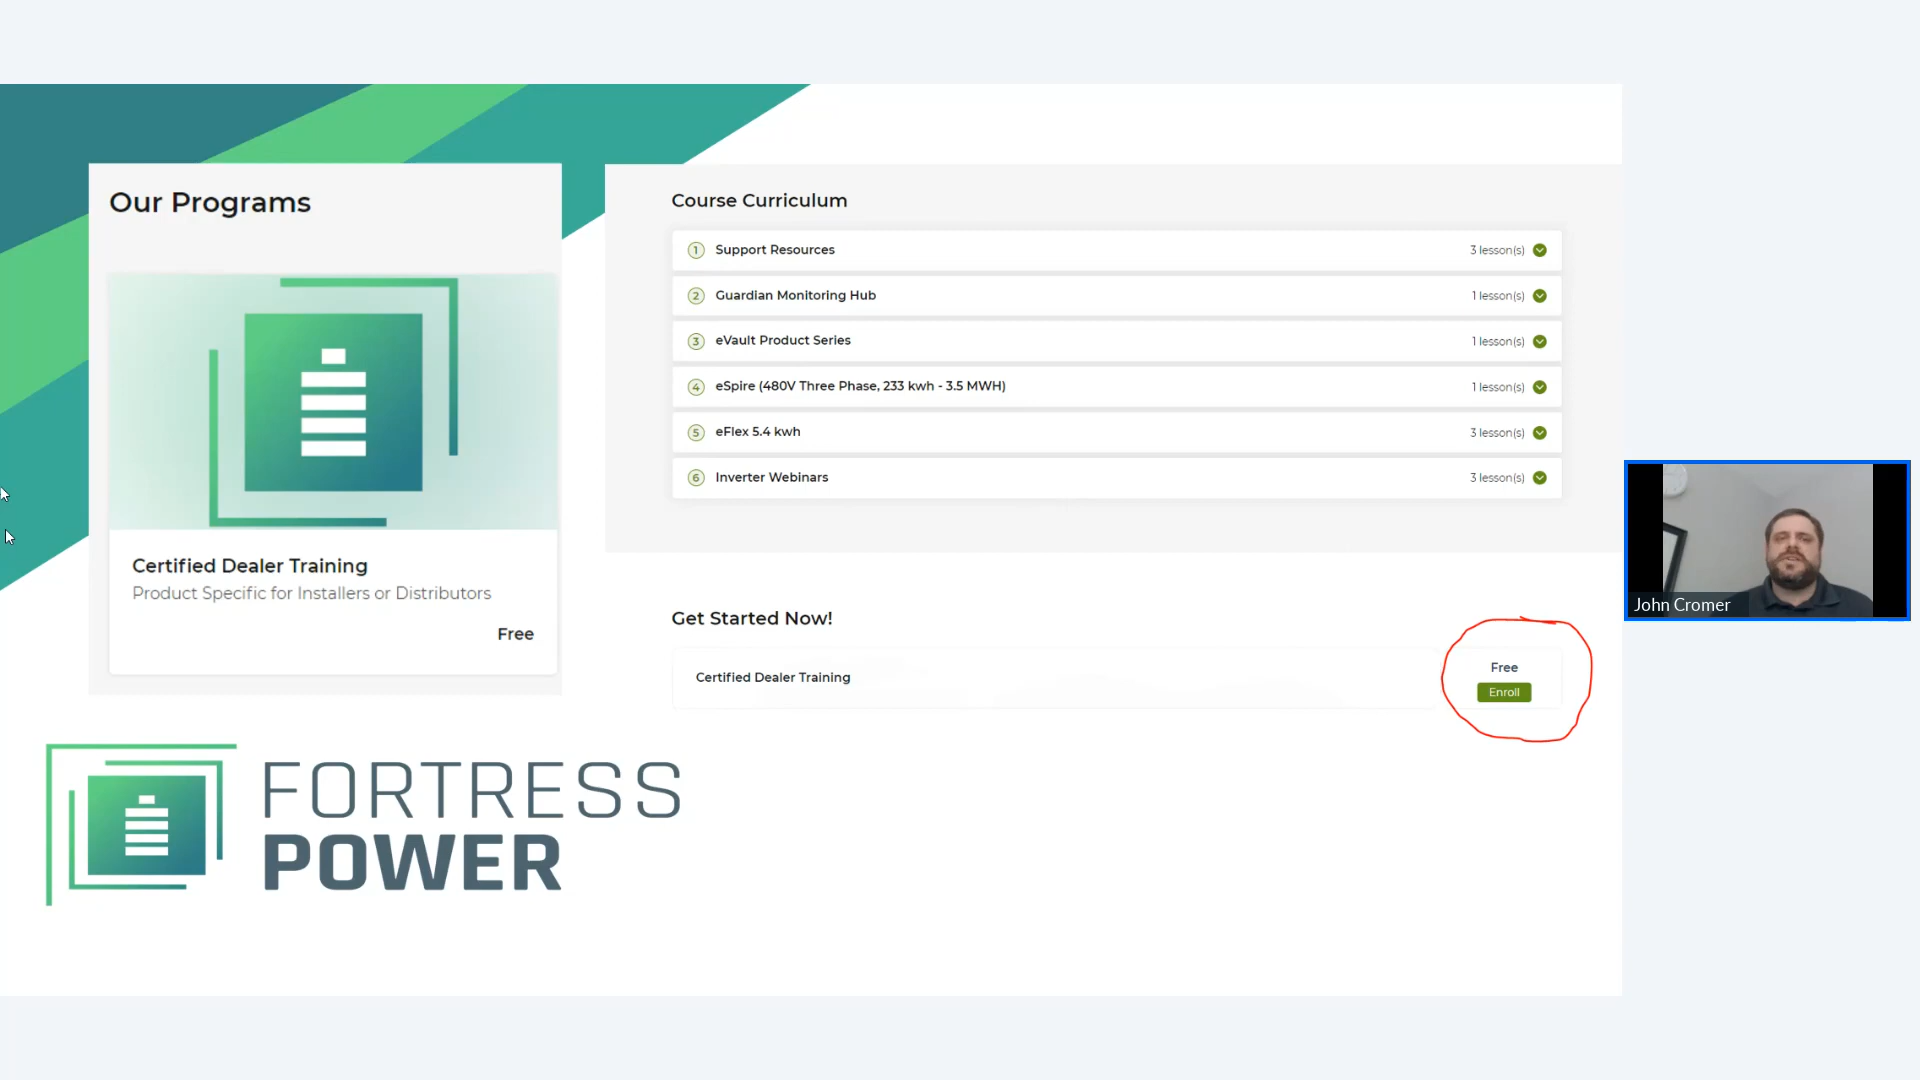 Our Programs
Certified Dealer Training
Product Specific for Installers or Distributors
Free
Course Curriculum
1 Support Resources 3 lesson(s)
2 Guardian Monitoring Hub 1 lesson(s)
3 eVault Product Series 1 lesson(s)
4 eSpire (480V Three Phase, 233 kwh - 3.5 MWH) 1 lesson(s)
5 eFlex 5.4 kwh 3 lesson(s)
6 Inverter Webinars 3 lesson(s)
Get Started Now!
Certified Dealer Training
Free
Enroll
FORTRESS
POWER
John Cromer